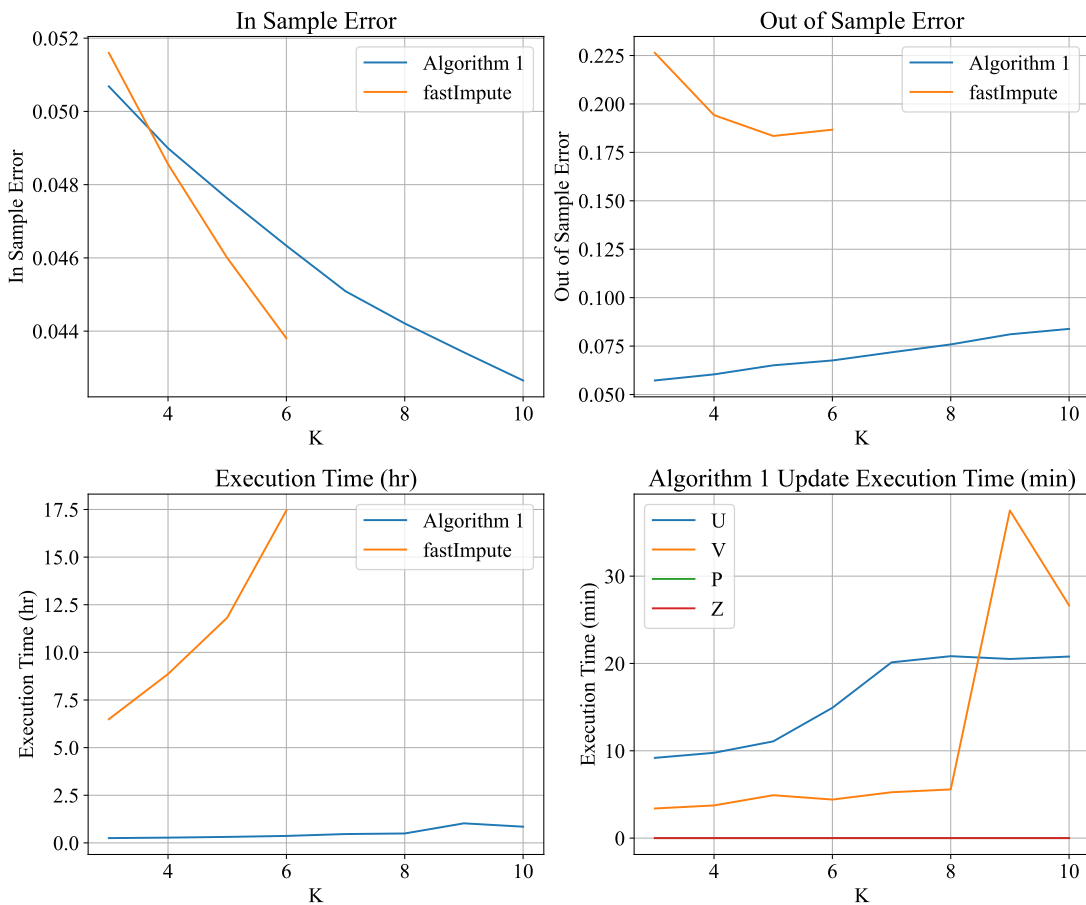 In Sample Error
0.052
0.050
0.048
0.046
0.044
In Sample Error
4
6
8
10
K
Algorithm 1
fastImpute
Out of Sample Error
0.225
0.200
0.175
0.150
0.125
0.100
0.075
0.050
Out of Sample Error
4
6
8
10
K
Algorithm 1
fastImpute
Execution Time (hr)
17.5
15.0
12.5
10.0
7.5
5.0
2.5
0.0
Execution Time (hr)
4
6
8
10
K
Algorithm 1
fastImpute
Algorithm 1 Update Execution Time (min)
30
20
10
0
Execution Time (min)
4
6
8
10
K
U
V
P
Z